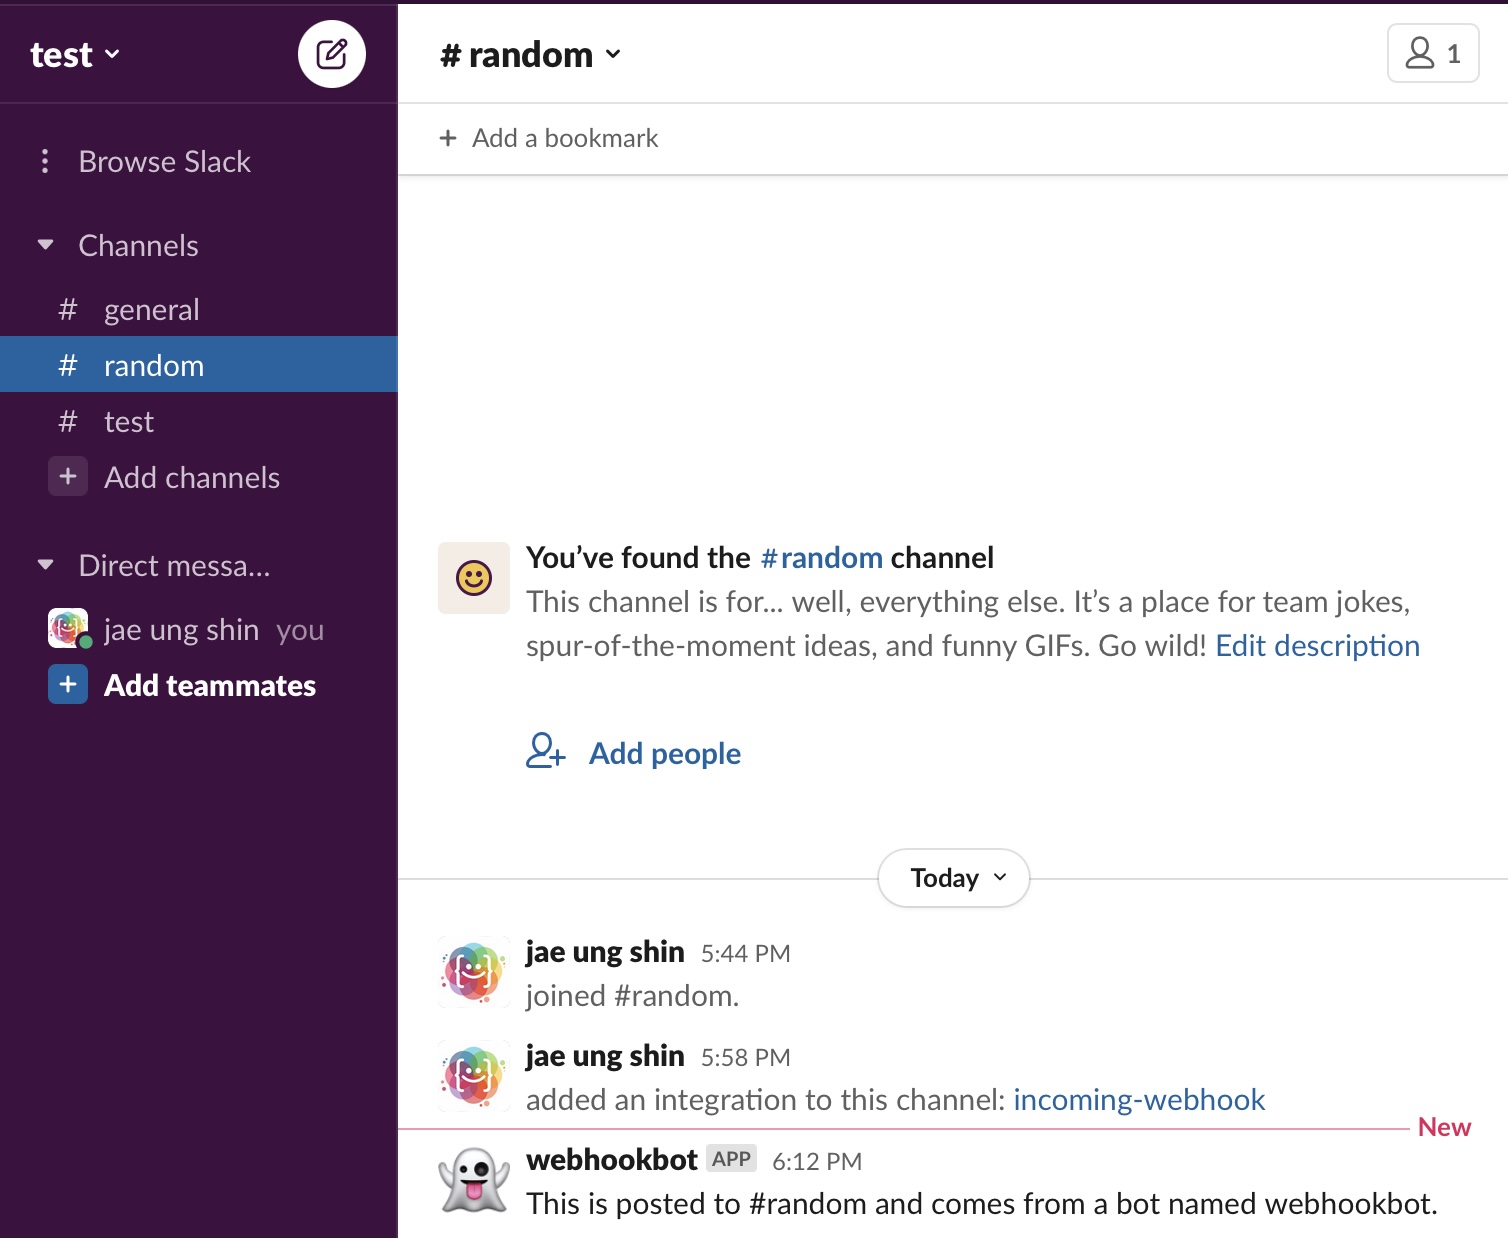 test
Browse Slack
Channels
# general
# random
# test
+ Add channels
Direct messa...
jae ung shin you
+ Add teammates
# random
1
+ Add a bookmark
You’ve found the #random channel
This channel is for... well, everything else. It’s a place for team jokes,
spur-of-the-moment ideas, and funny GIFs. Go wild! Edit description
Add people
Today
jae ung shin 5:44 PM
joined #random.
jae ung shin 5:58 PM
added an integration to this channel: incoming-webhook
New
webhookbot APP 6:12 PM
This is posted to #random and comes from a bot named webhookbot.